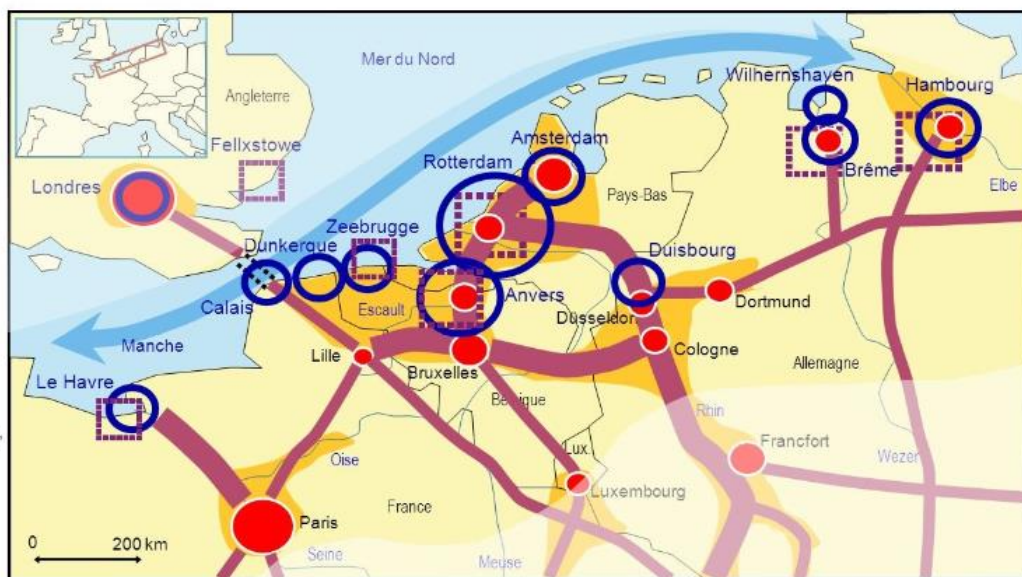 Mer du Nord
Angleterre
Fellxstowe
Londres
Wilhernshaven
Hambourg
Amsterdam
Rotterdam
Brême
Elbe
Pays-Bas
Zeebrugge
Dunkerque
Duisbourg
Calais
Escault
Anvers
Düsseldor
Dortmund
Manche
Lille
Bruxelles
Cologne
Allemagne
Le Havre
Belgique
Rhin
Francfort
Lux.
Wezer
Oise
France
Luxembourg
Paris
0 200 km
Seine
Meuse